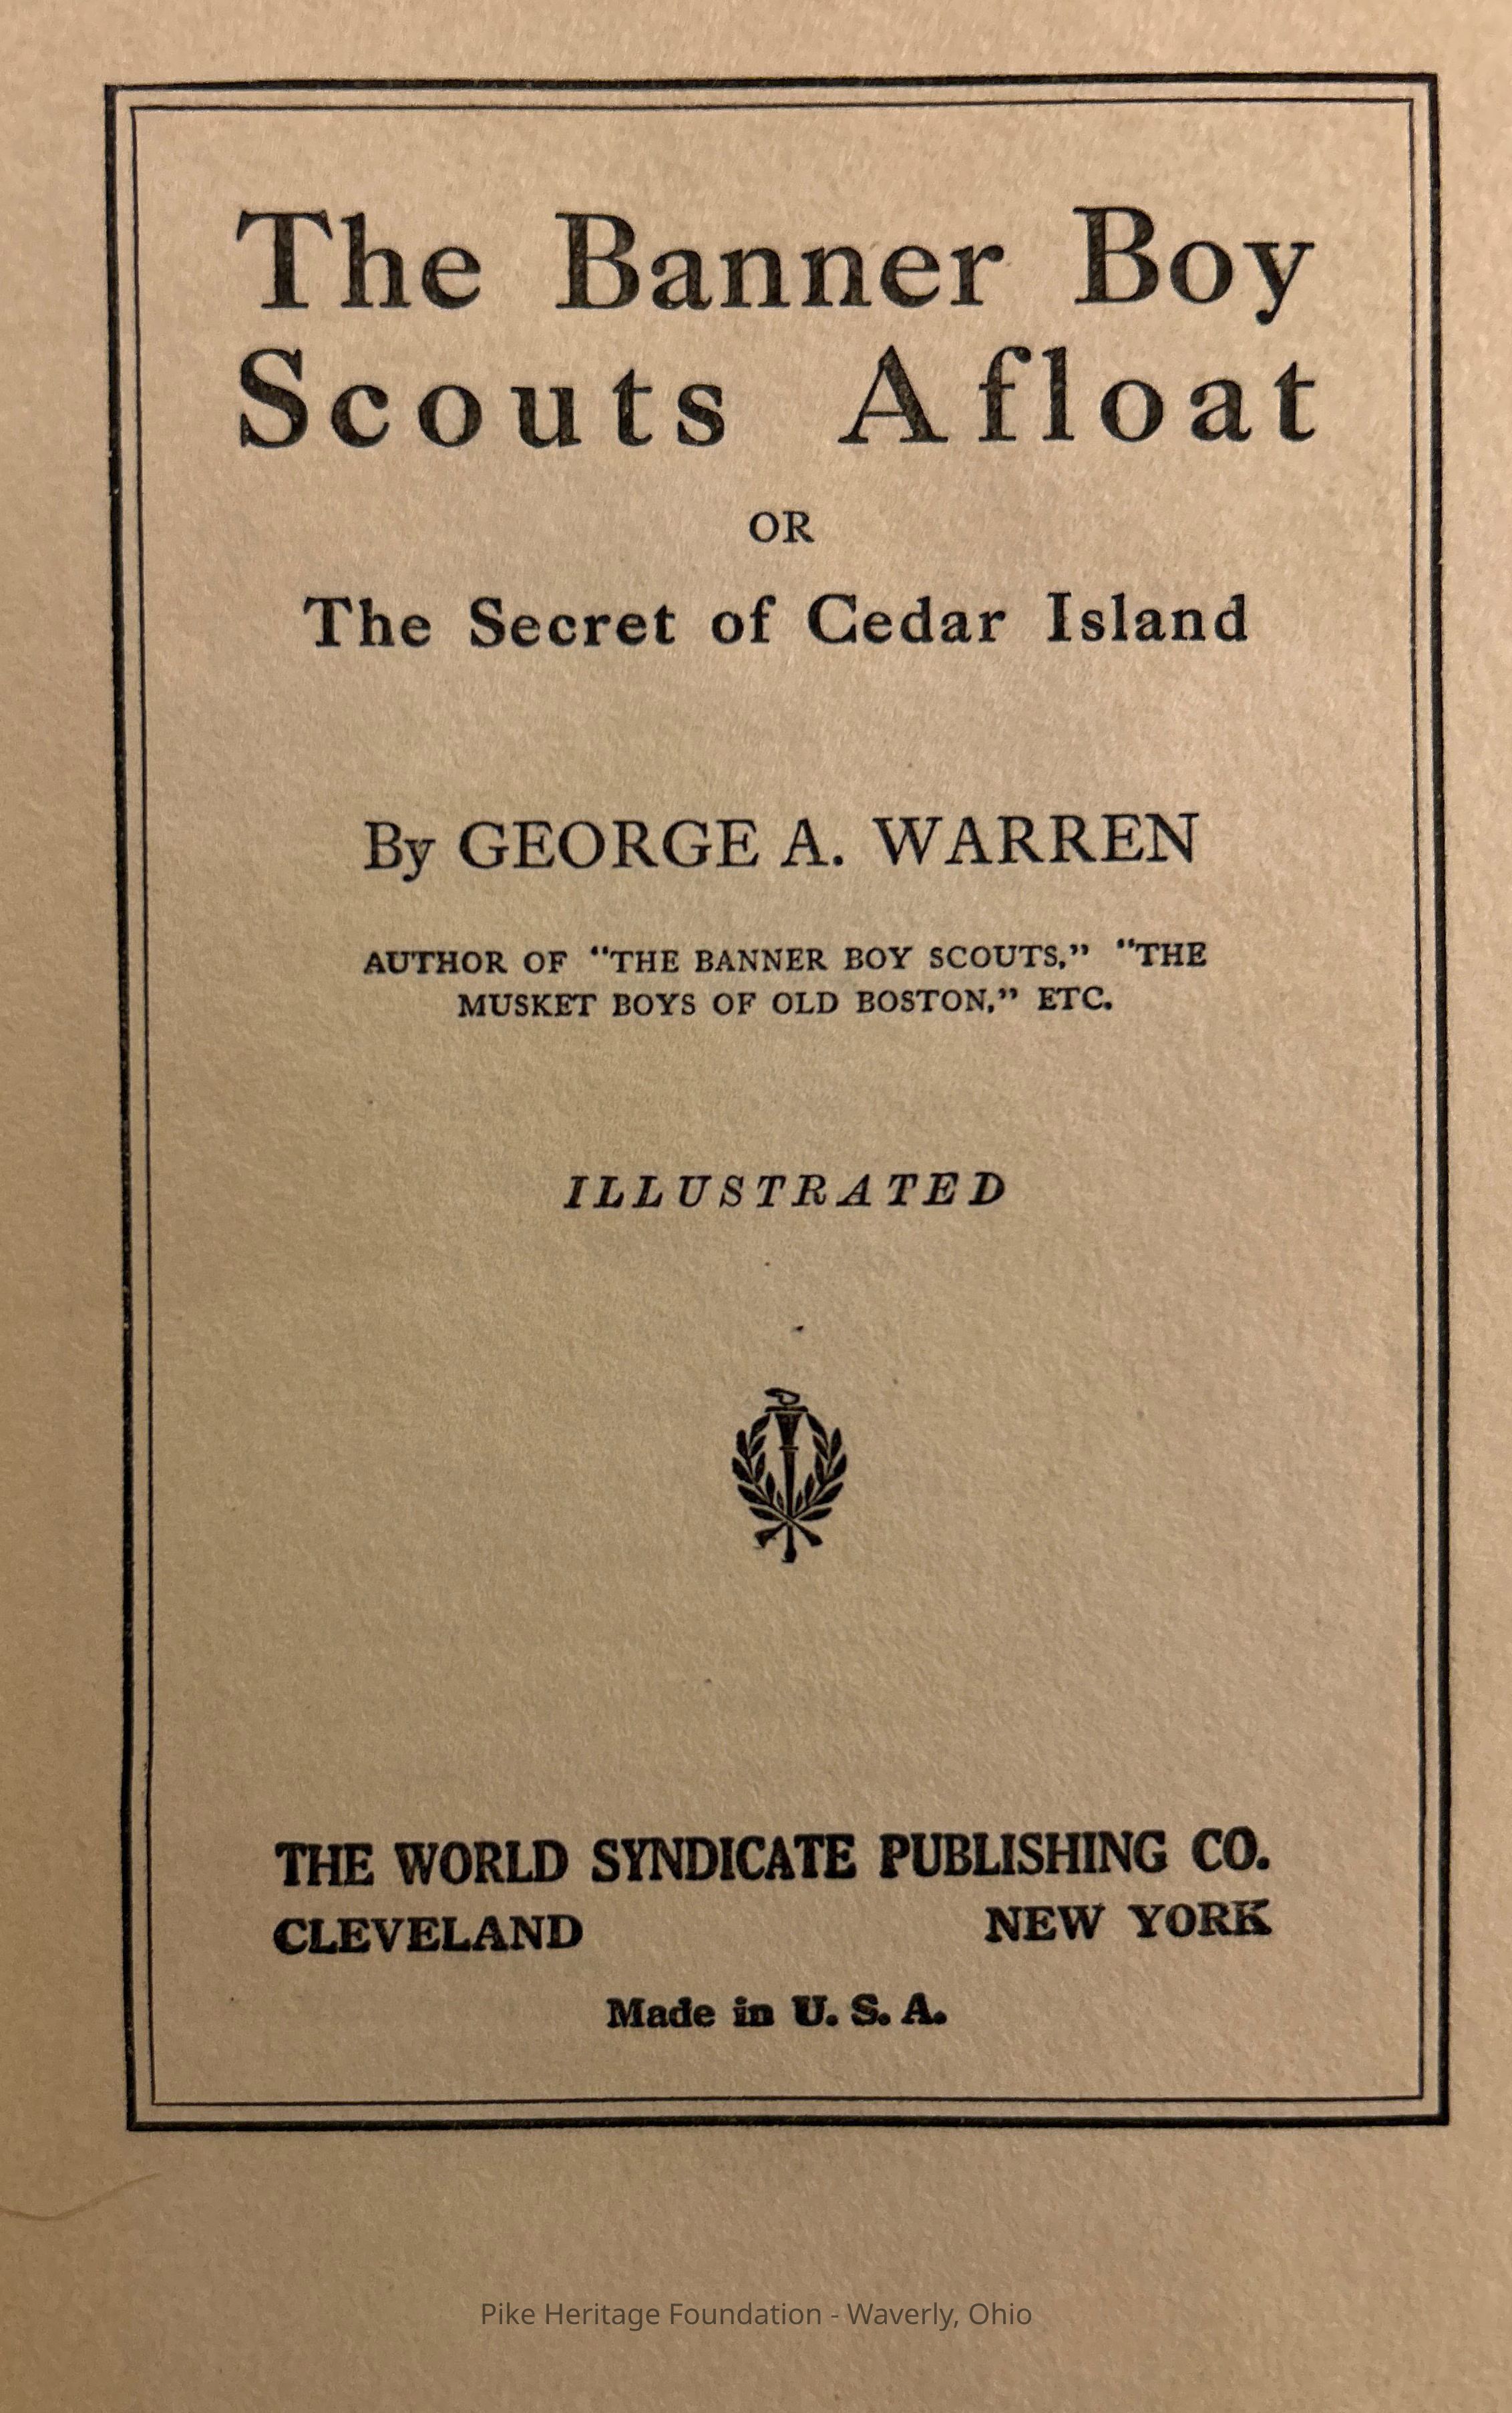 The Banner Boy
Scouts Afloat
OR
The Secret of Cedar Island
By GEORGE A. WARREN
AUTHOR OF "THE BANNER BOY SCOUTS," "THE
MUSKET BOYS OF OLD BOSTON," ETC.
ILLUSTRATED
THE WORLD SYNDICATE PUBLISHING CO.
CLEVELAND NEW YORK
Made in U. S. A.
Pike Heritage Foundation - Waverly, Ohio